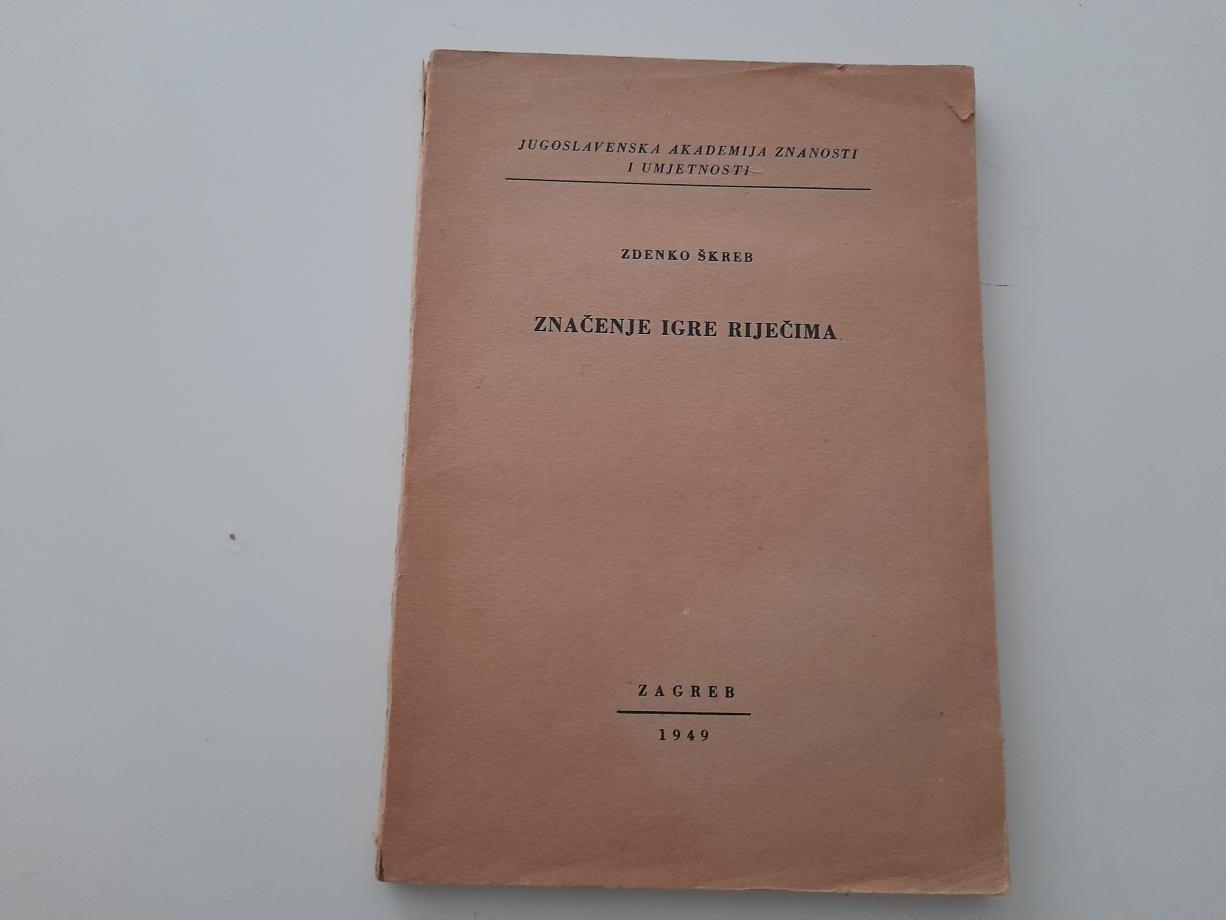 JUGOSLAVENSKA AKADEMIJA ZNANOSTI
I UMJETNOSTI
ZDENKO ŠKREB
ZNAČENJE IGRE RIJEČIMA
ZAGREB
1949